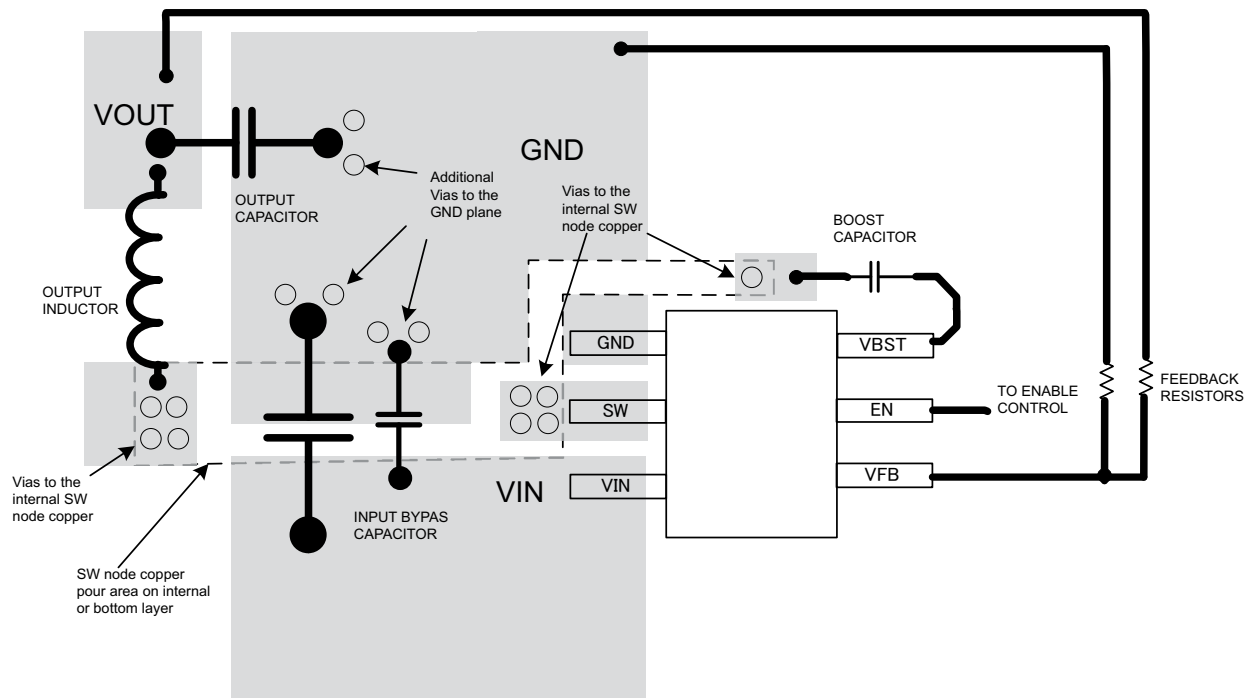 VOUT
GND
OUTPUT
CAPACITOR
Additional
Vias to the
GND plane
Vias to the
internal SW
node copper
BOOST
CAPACITOR
OUTPUT
INDUCTOR
GND
VBST
SW
EN
TO ENABLE
CONTROL
FEEDBACK
RESISTORS
VIN
VIN
VFB
Vias to the
internal SW
node copper
INPUT BYPAS
CAPACITOR
SW node copper
pour area on internal
or bottom layer